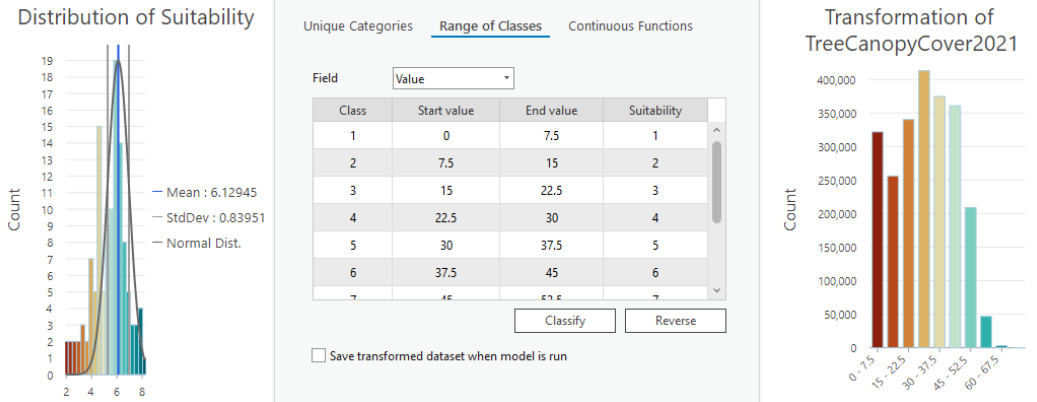 Distribution of Suitability
19
18
17
16
15
14
13
12
11
10
9
8
7
6
5
4
3
2
1
0
Count
2 4 6 8
Mean : 6.12945
StdDev : 0.83951
Normal Dist.
Unique Categories Range of Classes Continuous Functions
Field Value
Class Start value End value Suitability
1 0 7.5 1
2 7.5 15 2
3 15 22.5 3
4 22.5 30 4
5 30 37.5 5
6 37.5 45 6
7 45 52.5 7
Classify Reverse
Save transformed dataset when model is run
Transformation of
TreeCanopyCover2021
400,000
350,000
300,000
250,000
200,000
150,000
100,000
50,000
0
Count
0 - 7.5 15 - 22.5 30 - 37.5 45 - 52.5 60 - 67.5